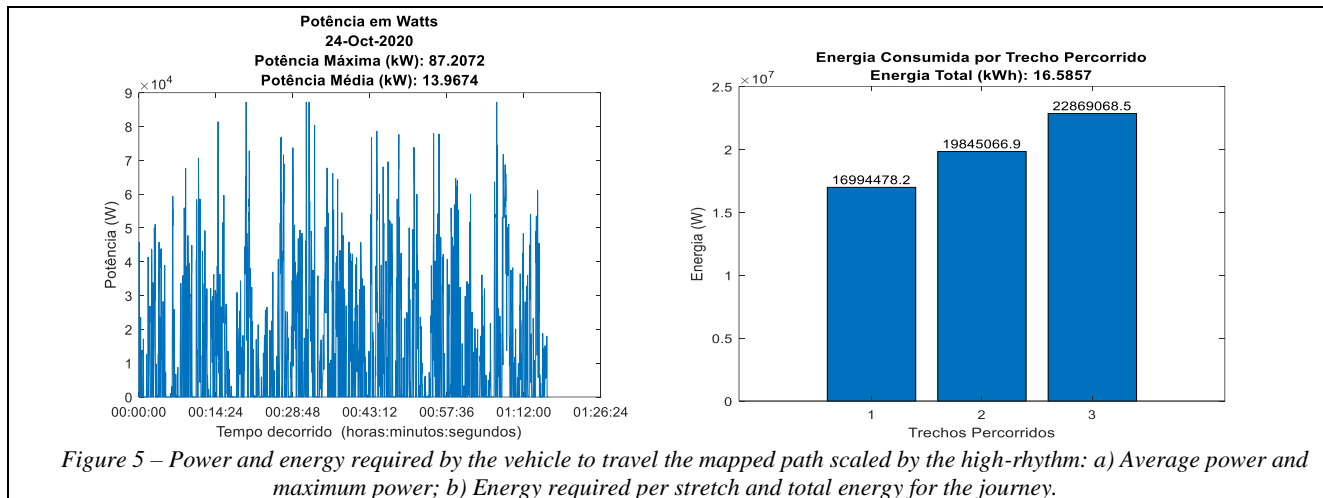 Potência em Watts
24-Oct-2020
Potência Máxima (kW): 87.2072
Potência Média (kW): 13.9674
×10^4
9
8
7
6
5
4
3
2
1
0
Potência (W)
00:00:00 00:14:24 00:28:48 00:43:12 00:57:36 01:12:00 01:26:24
Tempo decorrido (horas:minutos:segundos)
Energia Consumida por Trecho Percorrido
Energia Total (kWh): 16.5857
×10^7
2.5
2
1.5
1
0.5
0
Energia (W)
16994478.2
19845066.9
22869068.5
1 2 3
Trechos Percorridos
Figure 5 – Power and energy required by the vehicle to travel the mapped path scaled by the high-rhythm: a) Average power and
maximum power; b) Energy required per stretch and total energy for the journey.